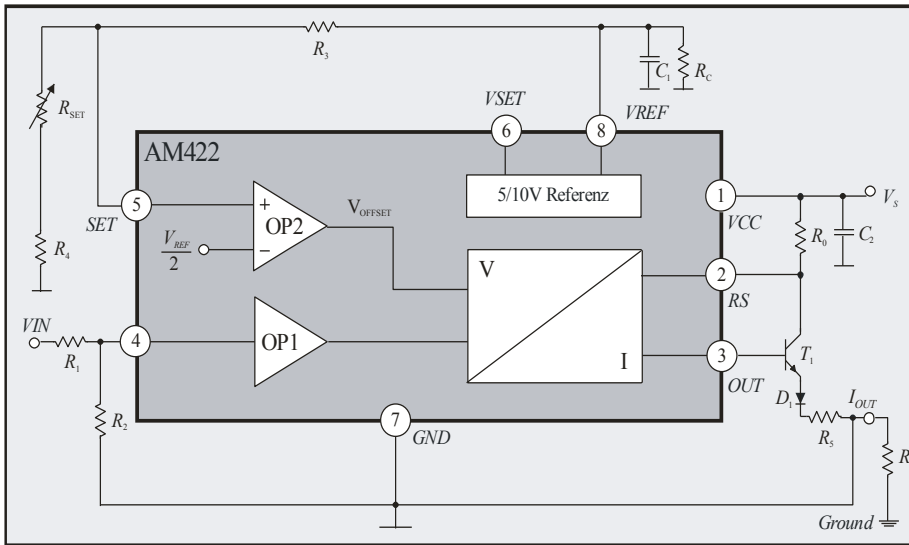 R3
C1
RC
RSET
VSET
VREF
6
8
AM422
5/10V Referenz
1
VS
VCC
5
SET
+
OP2
−
VOFFSET
VREF
2
R0
C2
R4
V
2
RS
VIN
4
R1
OP1
I
3
OUT
T1
D1
IOUT
R2
7
GND
R5
R
Ground